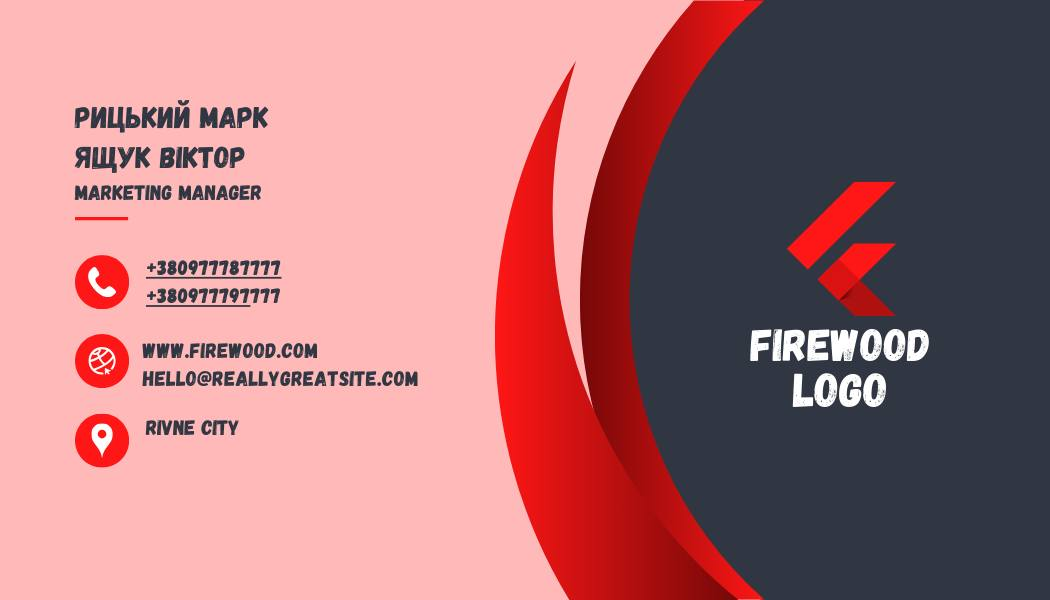 РИЦЬКИЙ МАРК
ЯЩУК ВІКТОР
MARKETING MANAGER
+380977787777
+380977797777
WWW.FIREWOOD.COM
HELLO@REALLYGREATSITE.COM
RIVNE CITY
FIREWOOD
LOGO